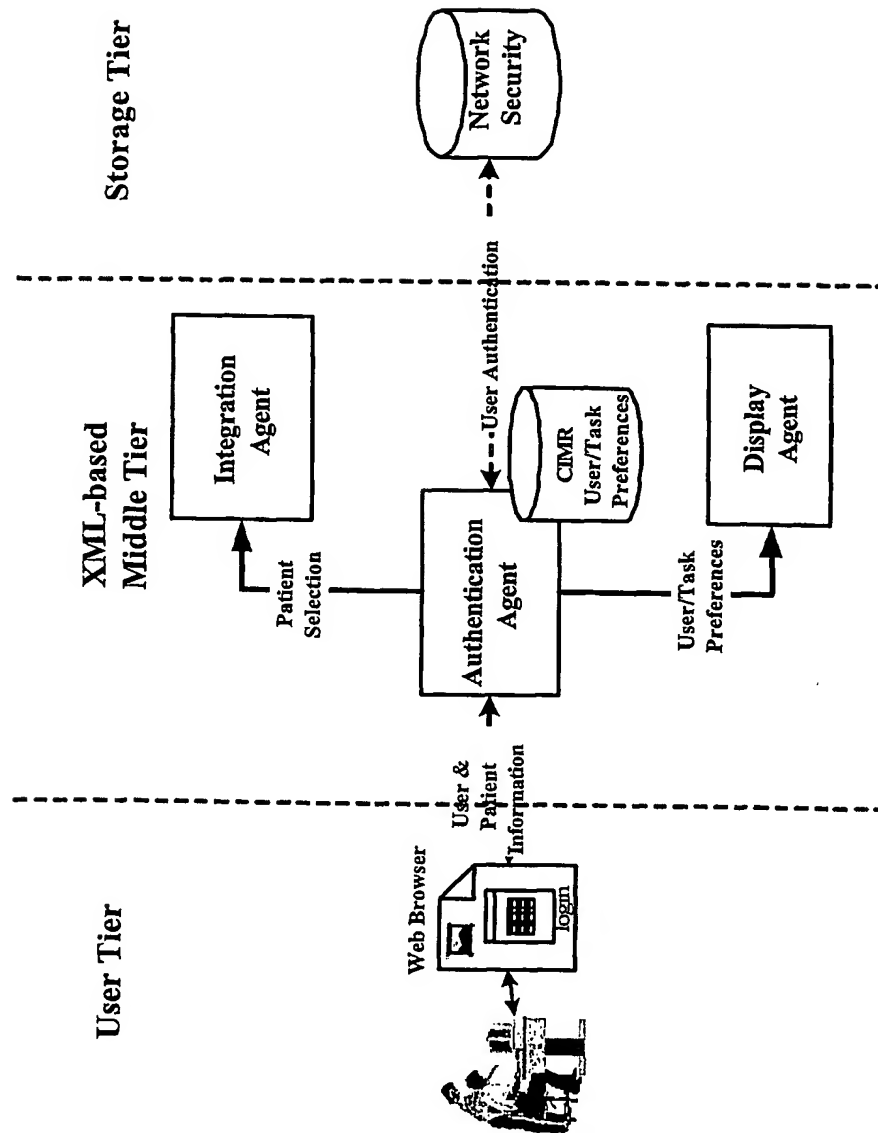 User Tier
XML-based
Middle Tier
Storage Tier
Web Browser
login
User &
Patient
Information
Patient
Selection
Integration
Agent
Authentication
Agent
User Authentication
CIMR
User/Task
Preferences
Network
Security
User/Task
Preferences
Display
Agent